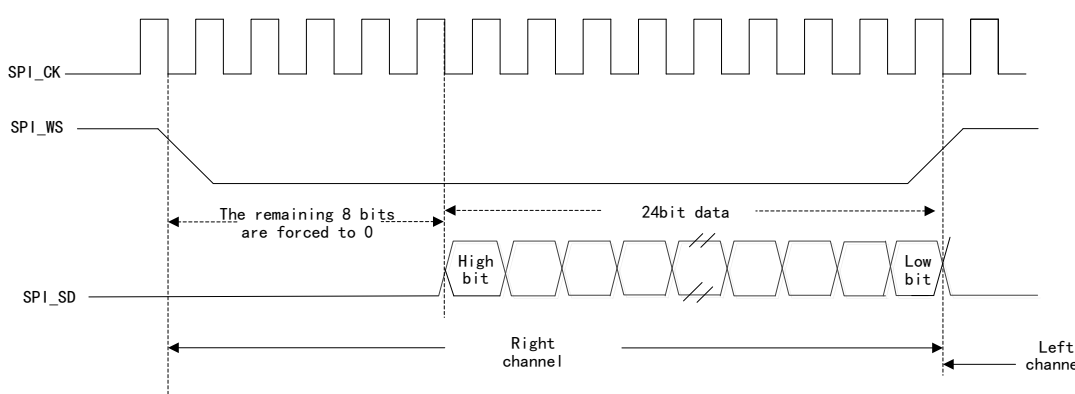 SPI_CK
SPI_WS
The remaining 8 bits
are forced to 0
24bit data
High
bit
Low
bit
SPI_SD
Right
channel
Left
channe